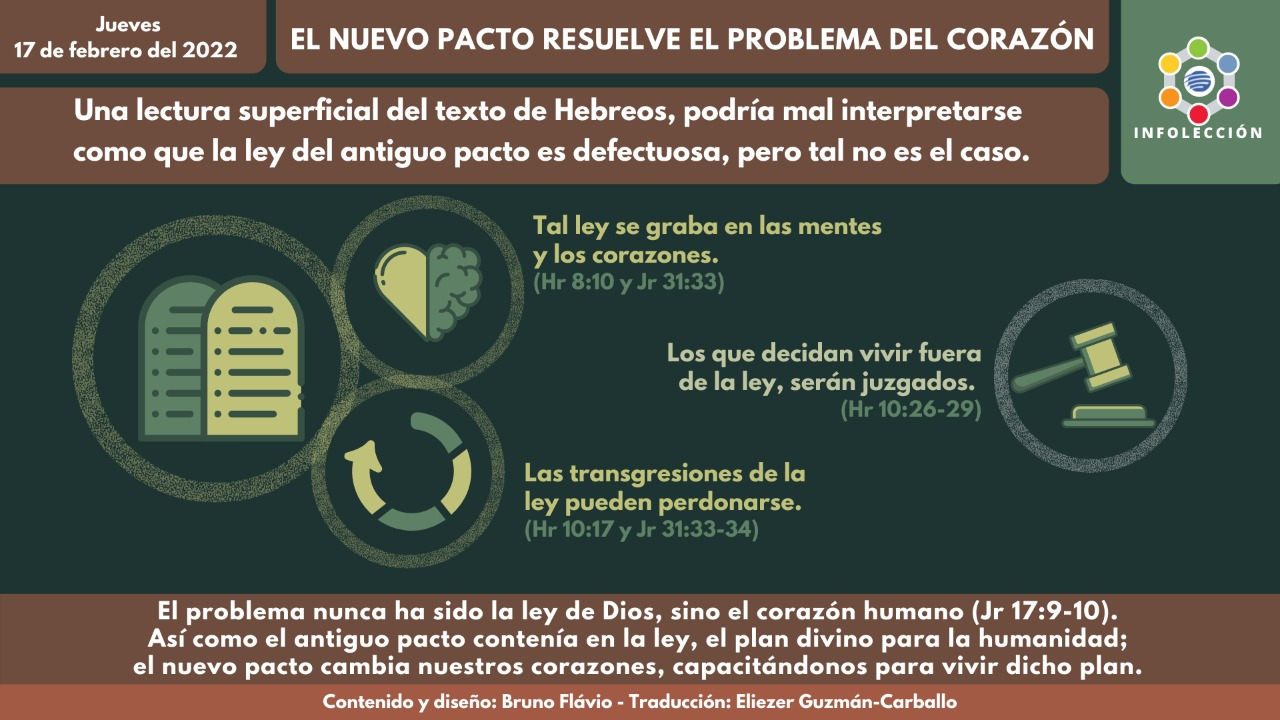 Jueves
17 de febrero del 2022
EL NUEVO PACTO RESUELVE EL PROBLEMA DEL CORAZÓN
INFOLECCIÓN
Una lectura superficial del texto de Hebreos, podría mal interpretarse
como que la ley del antiguo pacto es defectuosa, pero tal no es el caso.
Tal ley se graba en las mentes
y los corazones.
(Hr 8:10 y Jr 31:33)
Los que decidan vivir fuera
de la ley, serán juzgados.
(Hr 10:26-29)
Las transgresiones de la
ley pueden perdonarse.
(Hr 10:17 y Jr 31:33-34)
El problema nunca ha sido la ley de Dios, sino el corazón humano (Jr 17:9-10).
Así como el antiguo pacto contenía en la ley, el plan divino para la humanidad;
el nuevo pacto cambia nuestros corazones, capacitándonos para vivir dicho plan.
Contenido y diseño: Bruno Flávio - Traducción: Eliezer Guzmán-Carballo